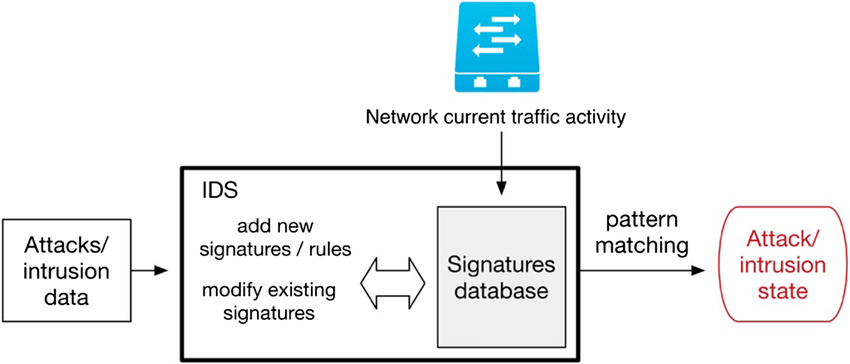 Network current traffic activity
IDS
add new
signatures / rules
modify existing
signatures
Attacks/
intrusion
data
Signatures
database
pattern
matching
Attack/
intrusion
state